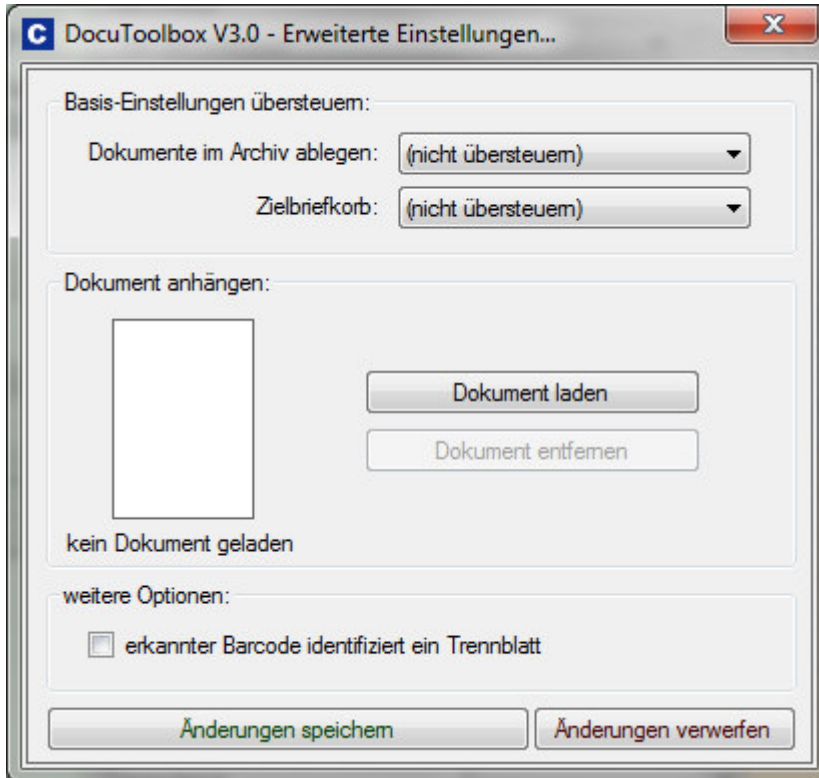 C DocuToolbox V3.0 - Erweiterte Einstellungen...
Basis-Einstellungen übersteuern:
Dokumente im Archiv ablegen: (nicht übersteuern)
Zielbriefkorb: (nicht übersteuern)
Dokument anhängen:
Dokument laden
Dokument entfernen
kein Dokument geladen
weitere Optionen:
erkannter Barcode identifiziert ein Trennblatt
Änderungen speichern Änderungen verwerfen